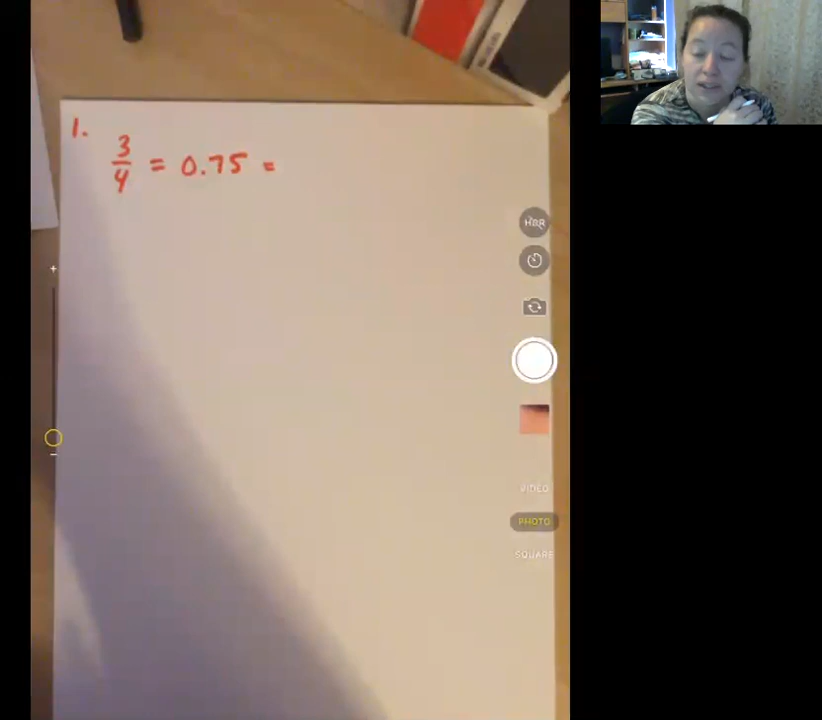 1.
3/4 = 0.75 =
HDR
VIDEO
PHOTO
SQUARE